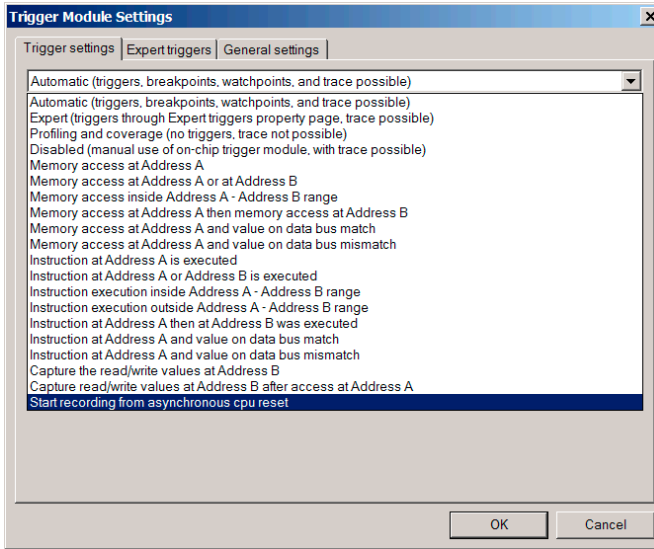 Trigger Module Settings
Trigger settings Expert triggers General settings
Automatic (triggers, breakpoints, watchpoints, and trace possible)
Automatic (triggers, breakpoints, watchpoints, and trace possible)
Expert (triggers through Expert triggers property page, trace possible)
Profiling and coverage (no triggers, trace not possible)
Disabled (manual use of on-chip trigger module, with trace possible)
Memory access at Address A
Memory access at Address A or at Address B
Memory access inside Address A - Address B range
Memory access at Address A then memory access at Address B
Memory access at Address A and value on data bus match
Memory access at Address A and value on data bus mismatch
Instruction at Address A is executed
Instruction at Address A or Address B is executed
Instruction execution inside Address A - Address B range
Instruction execution outside Address A - Address B range
Instruction at Address A then at Address B was executed
Instruction at Address A and value on data bus match
Instruction at Address A and value on data bus mismatch
Capture the read/write values at Address B
Capture read/write values at Address B after access at Address A
Start recording from asynchronous cpu reset
OK Cancel